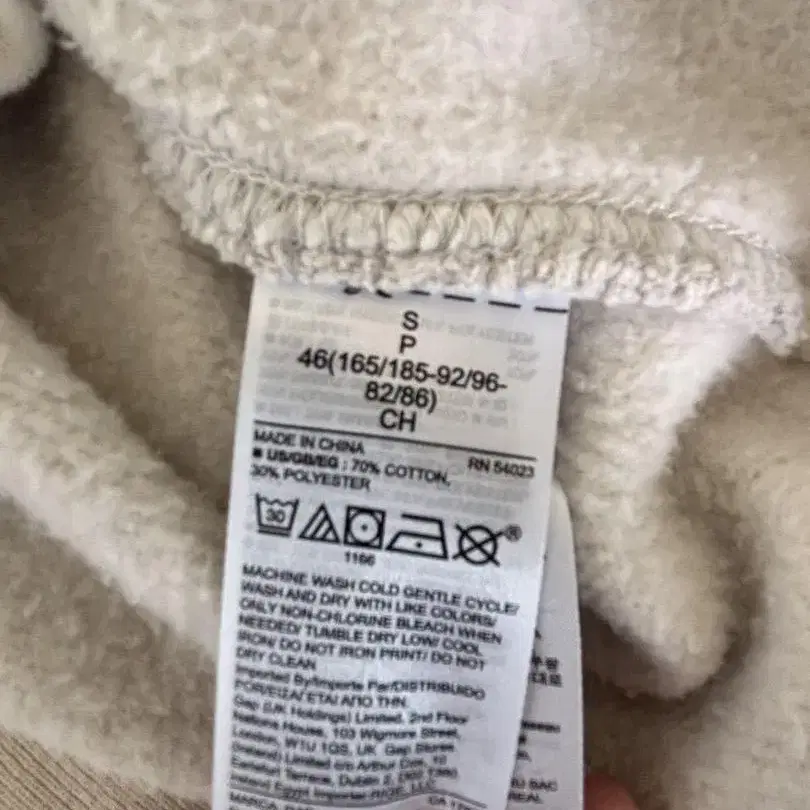 S
P
46(165/185-92/96-
82/86)
CH
MADE IN CHINA
RN 54023
■ US/GB/EG : 70% COTTON,
30% POLYESTER
30
1166
®
MACHINE WASH COLD GENTLE CYCLE/
WASH AND DRY WITH LIKE COLORS/
ONLY NON-CHLORINE BLEACH WHEN
NEEDED/ TUMBLE DRY LOW/ COOL
IRON/ DO NOT IRON PRINT/ DO NOT
DRY CLEAN
Imported By/Importe Par/DISTRIBUIDO
POR/ΕΙΣΑΓΕΤΑΙ ΑΠΟ ΤΗΝ.
Gap (UK Holdings) Limited, 2nd Floor
Nations House, 103 Wigmore Street,
London, W1U 1QS, UK Gap Stores
(Ireland) Limited c/o Arthur Cox,
Earlsfort Terrace, Dublin 2,
Ireland Egypt Importer